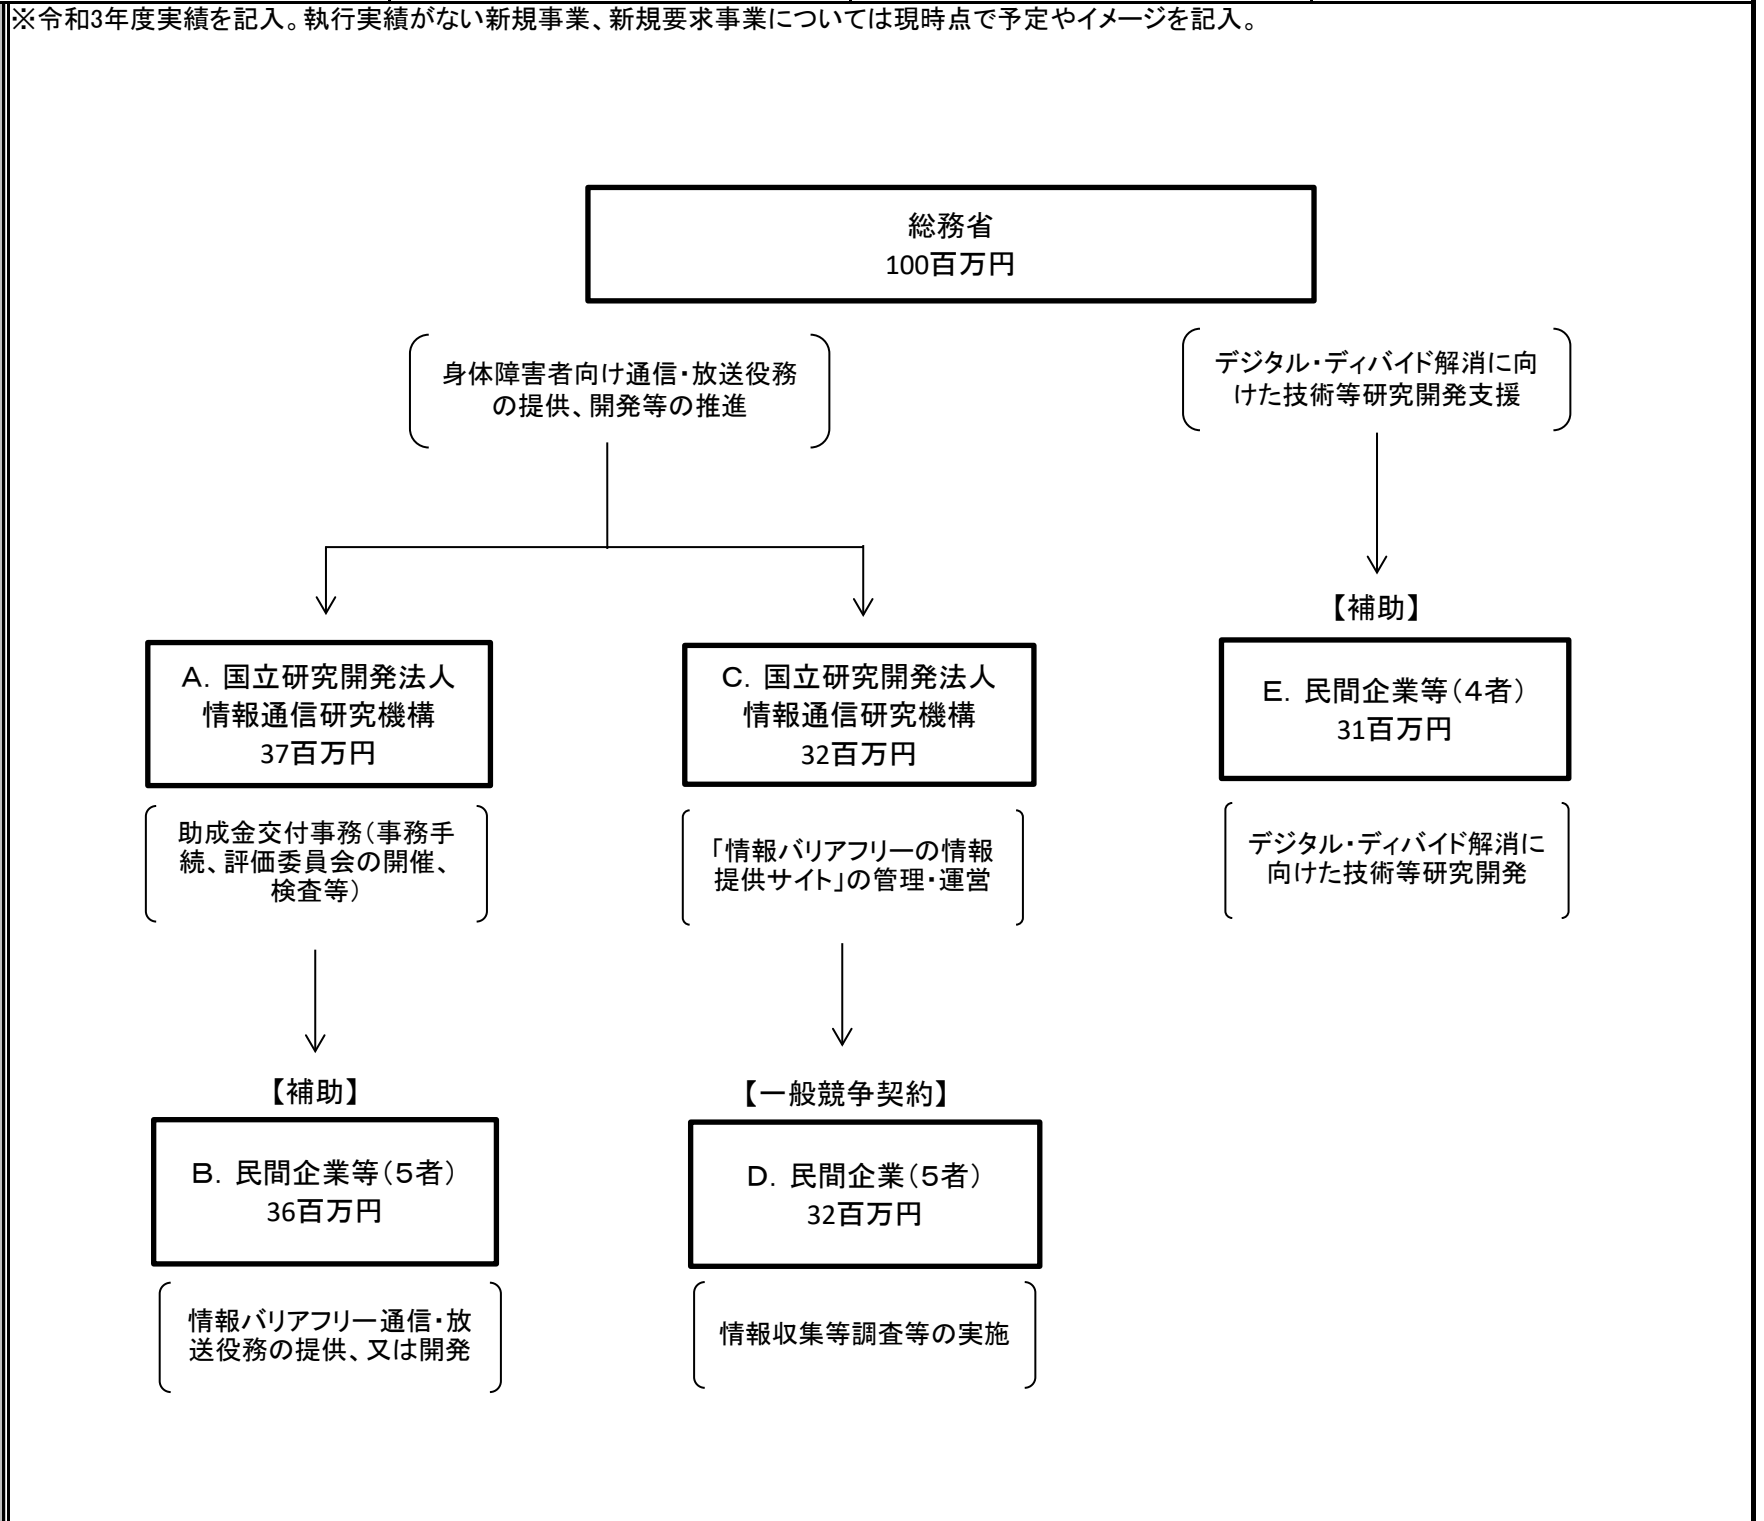 ※令和3年度実績を記入。執行実績がない新規事業、新規要求事業については現時点で予定やイメージを記入。
総務省
100百万円
身体障害者向け通信・放送役務
の提供、開発等の推進
デジタル・ディバイド解消に向
けた技術等研究開発支援
【補助】
A. 国立研究開発法人
情報通信研究機構
37百万円
C. 国立研究開発法人
情報通信研究機構
32百万円
E. 民間企業等(4者)
31百万円
助成金交付事務(事務手
続、評価委員会の開催、
検査等)
「情報バリアフリーの情報
提供サイト」の管理・運営
デジタル・ディバイド解消に
向けた技術等研究開発
【補助】
【一般競争契約】
B. 民間企業等(5者)
36百万円
D. 民間企業(5者)
32百万円
情報バリアフリー通信・放
送役務の提供、又は開発
情報収集等調査等の実施